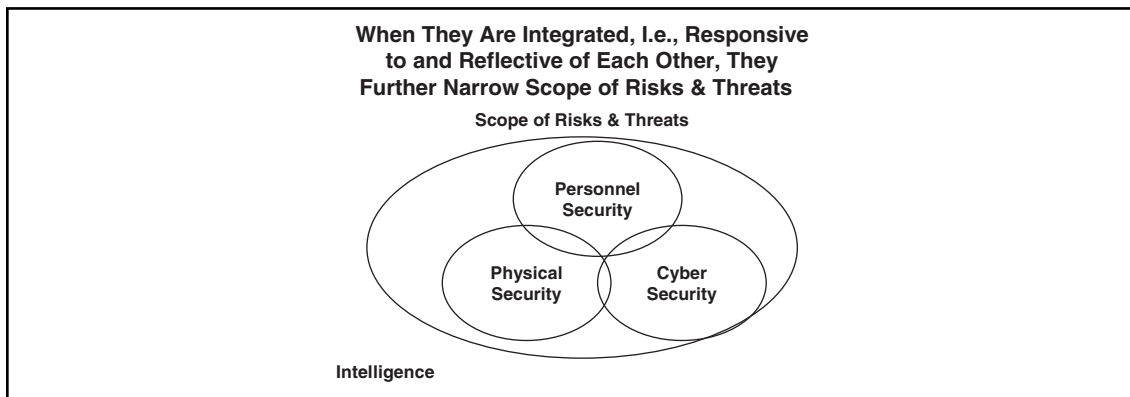 When They Are Integrated, I.e., Responsive
to and Reflective of Each Other, They
Further Narrow Scope of Risks & Threats
Scope of Risks & Threats
Personnel
Security
Physical
Security
Cyber
Security
Intelligence